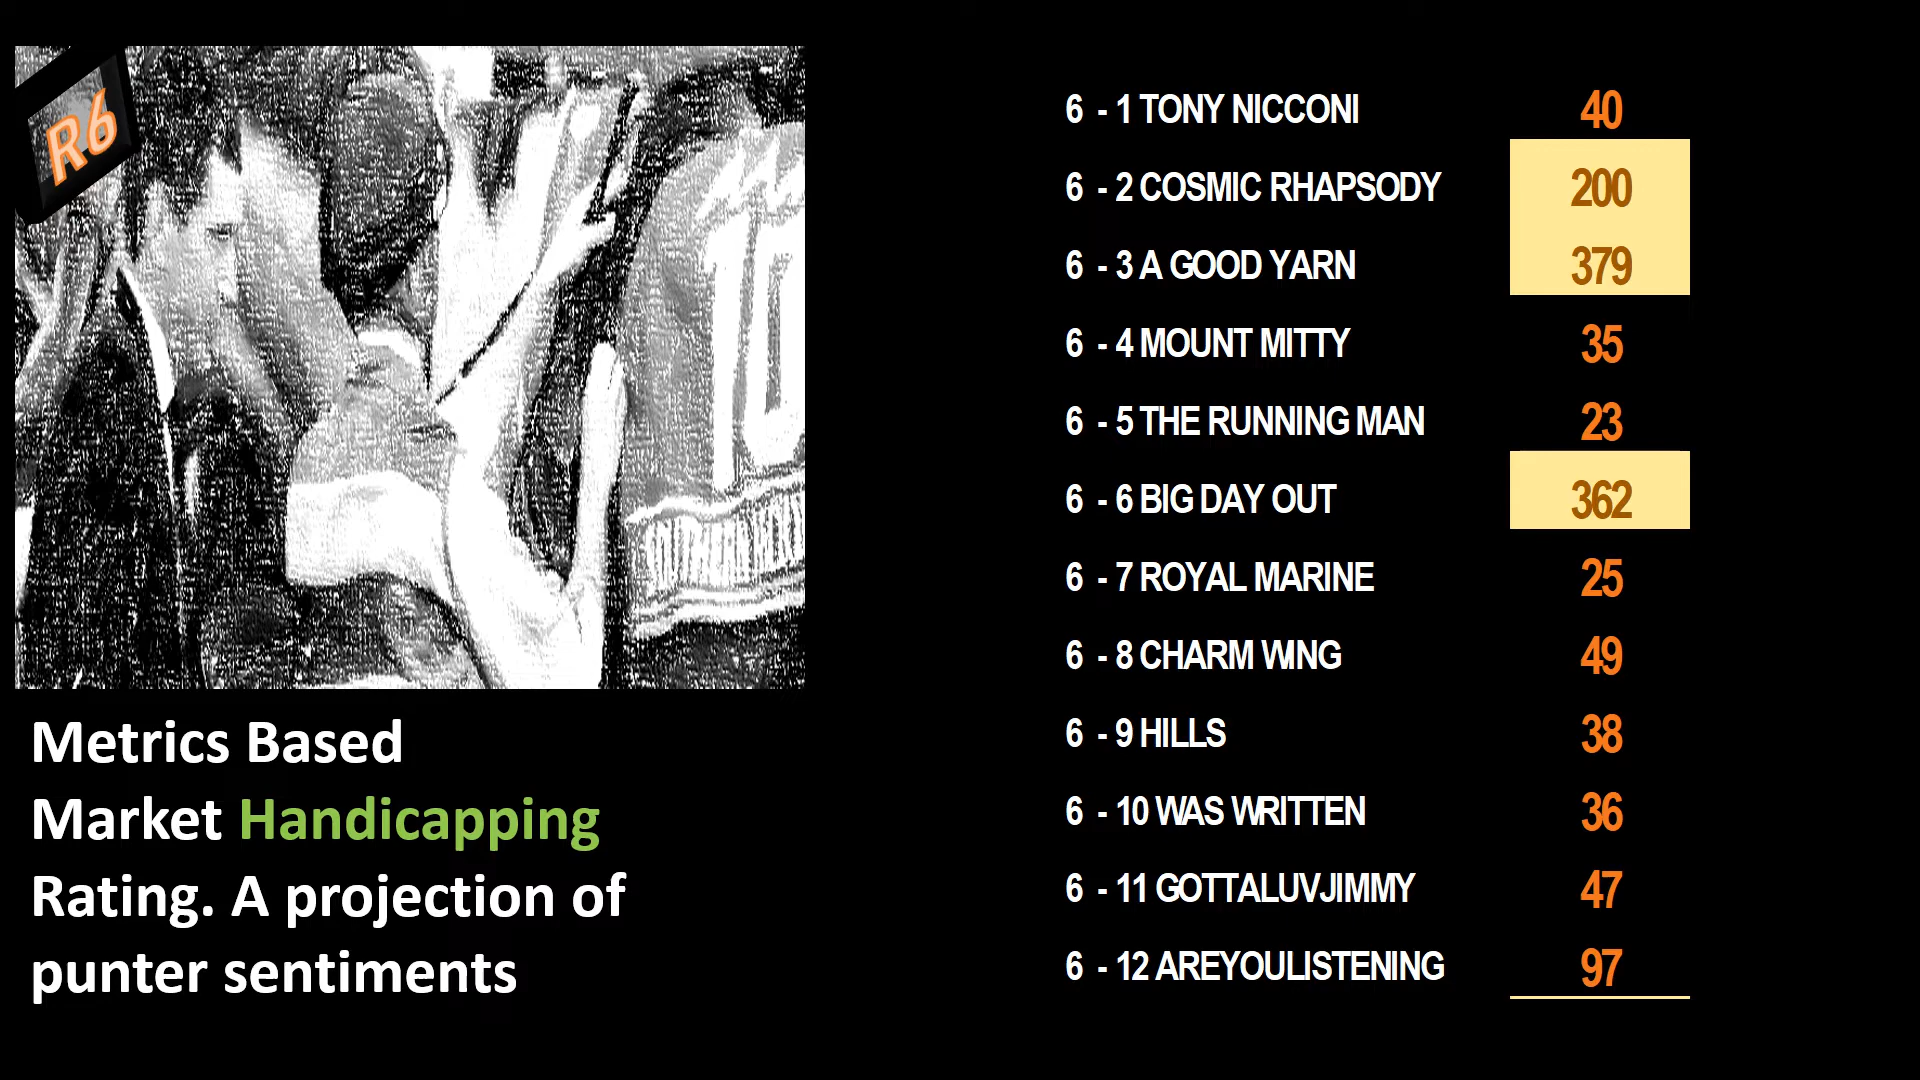 R6
6 - 1 TONY NICCONI 40
6 - 2 COSMIC RHAPSODY 200
6 - 3 A GOOD YARN 379
6 - 4 MOUNT MITTY 35
6 - 5 THE RUNNING MAN 23
6 - 6 BIG DAY OUT 362
6 - 7 ROYAL MARINE 25
6 - 8 CHARM WING 49
6 - 9 HILLS 38
6 - 10 WAS WRITTEN 36
6 - 11 GOTTALUVJIMMY 47
6 - 12 AREYOULISTENING 97
Metrics Based
Market Handicapping
Rating. A projection of
punter sentiments